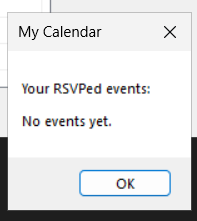 My Calendar
Your RSVPed events:
No events yet.
OK